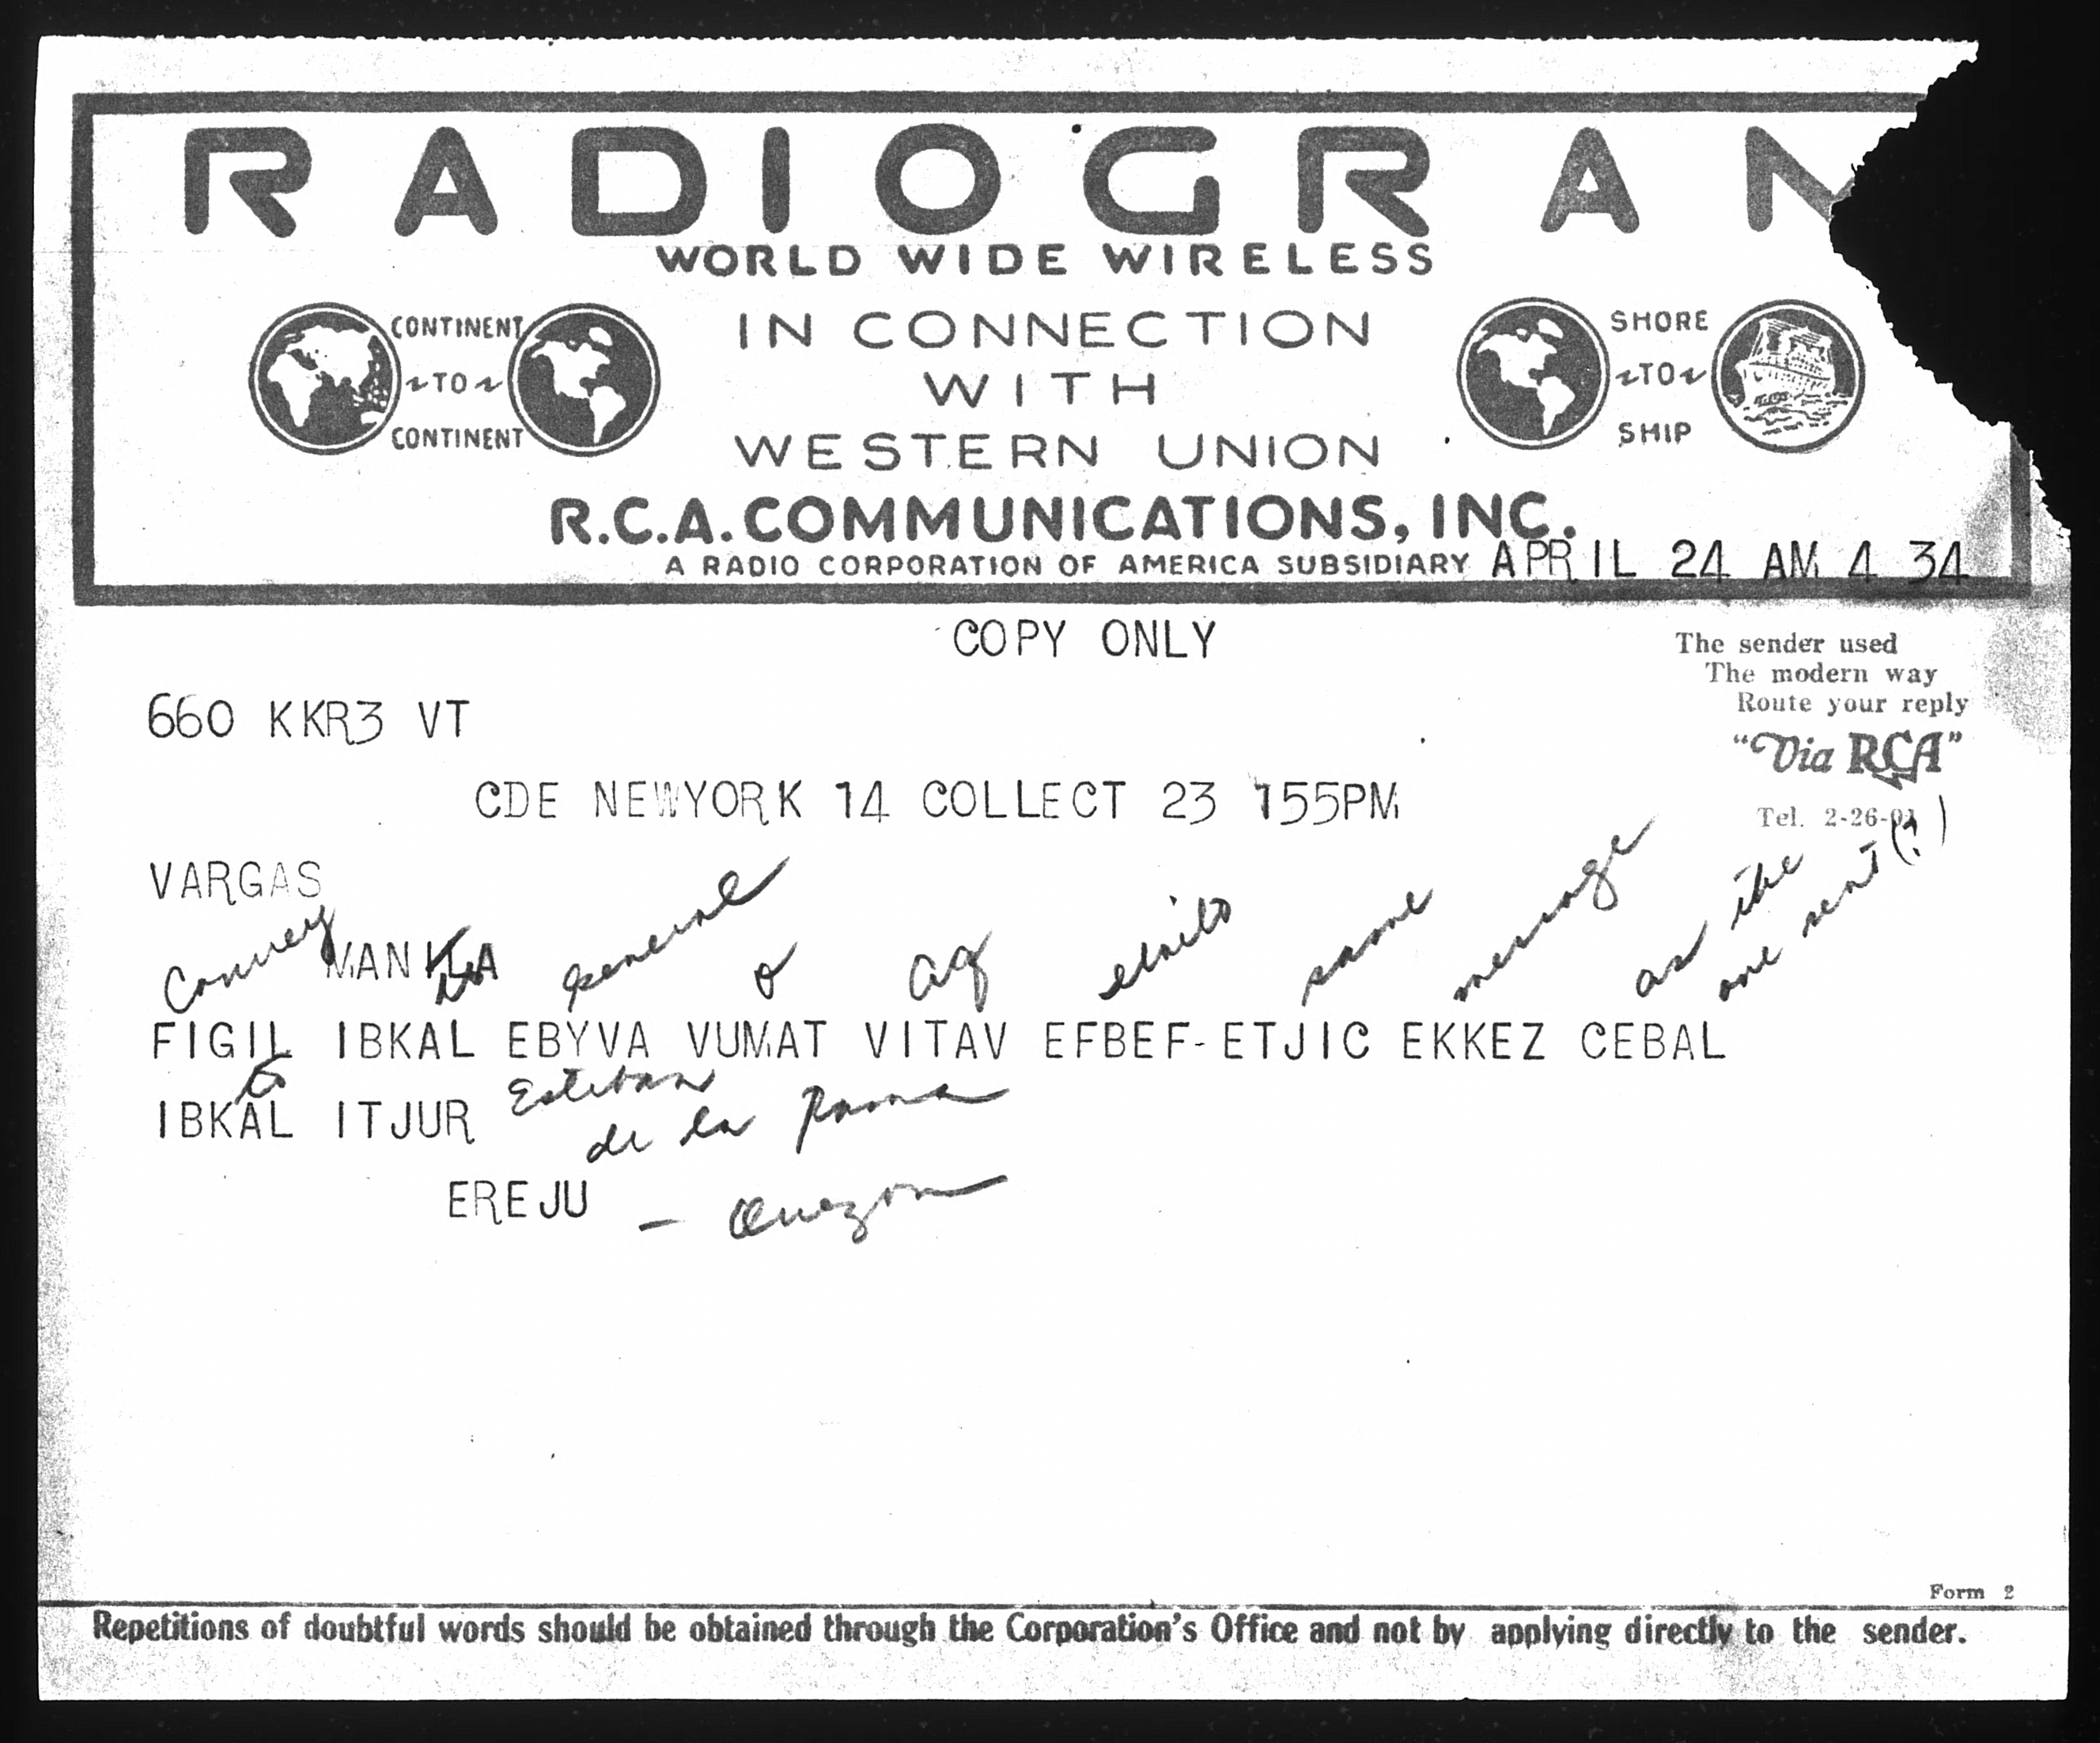 RADIOGRAM
WORLD WIDE WIRELESS
CONTINENT
~TO~
CONTINENT
IN CONNECTION
WITH
WESTERN UNION
SHORE
~TO~
SHIP
R.C.A. COMMUNICATIONS, INC.
A RADIO CORPORATION OF AMERICA SUBSIDIARY APRIL 24 AM 4 34
COPY ONLY
The sender used
The modern way
Route your reply
"Via RCA"
Tel. 2-26-01
660 KKR3 VT
CDE NEWYORK 14 COLLECT 23 155PM
VARGAS
MANILA
Convey to General same message as the
one sent (?)
FIGIL IBKAL EBYVA VUMAT VITAV EFBEF-ETJIC EKKEZ CEBAL
to Esteban
de la Rama
IBKAL ITJUR
EREJU — Quezon
Form 2
Repetitions of doubtful words should be obtained through the Corporation's Office and not by applying directly to the sender.